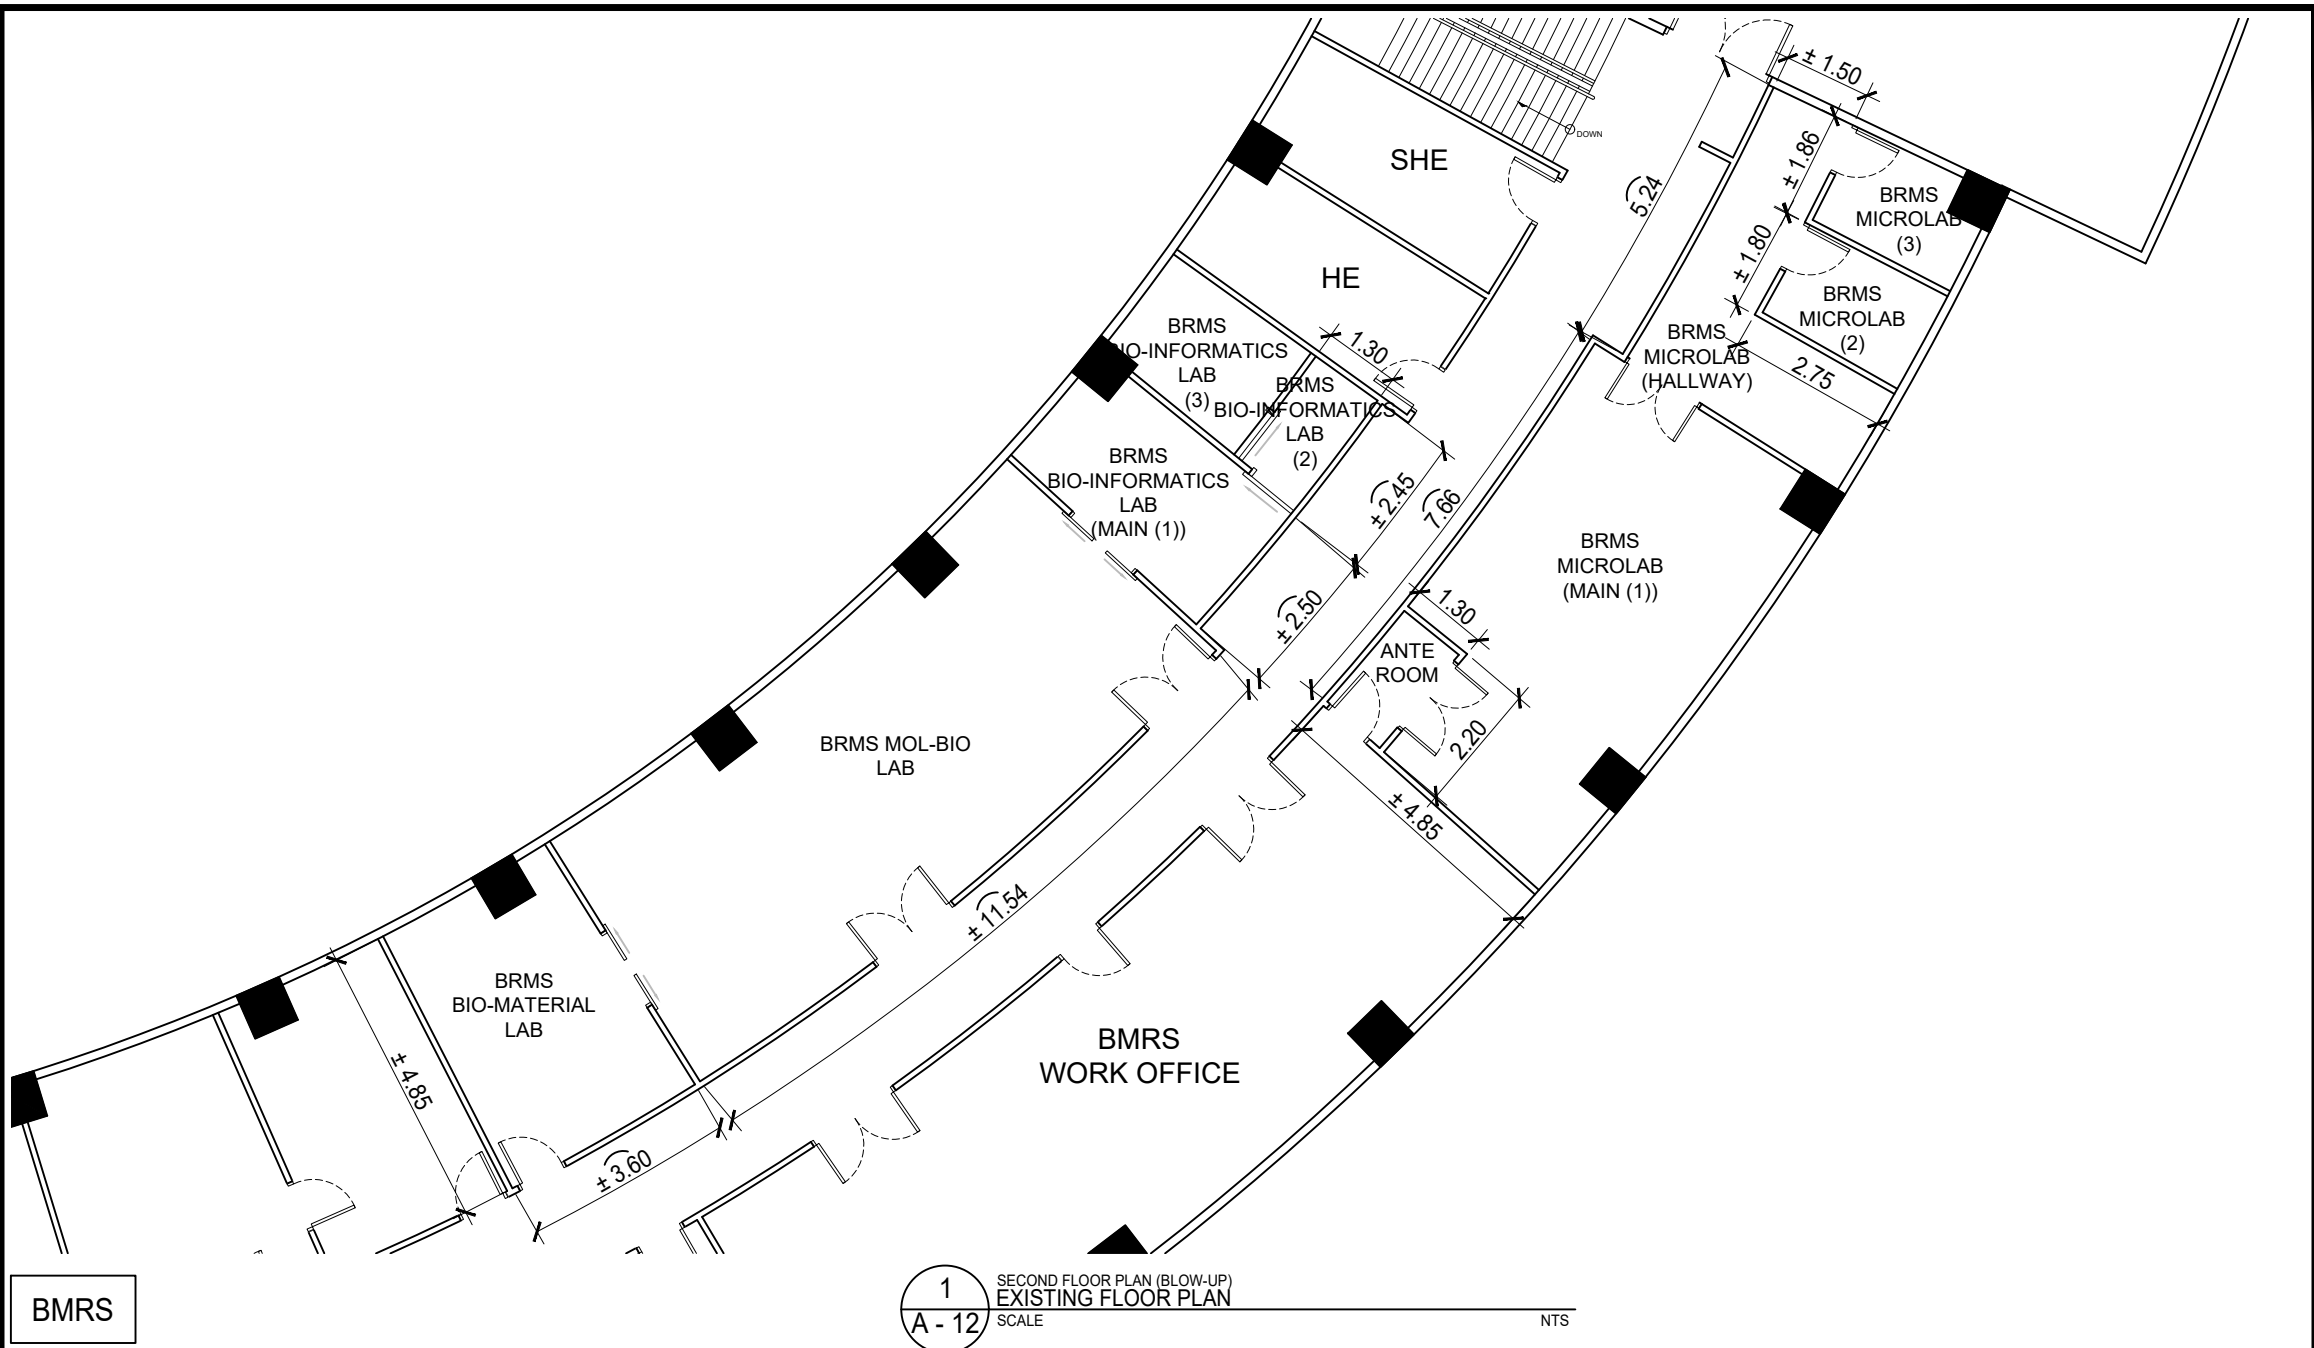 ± 1.50
DOWN
SHE
± 1.86
5.24
BRMS
MICROLAB
(3)
± 1.80
HE
BRMS
MICROLAB
(2)
BRMS
BIO-INFORMATICS
LAB
(3)
1.30
BRMS
MICROLAB
(HALLWAY)
2.75
BRMS
BIO-INFORMATICS
LAB
(2)
BRMS
BIO-INFORMATICS
LAB
(MAIN (1))
± 2.45
7.66
BRMS
MICROLAB
(MAIN (1))
± 2.50
1.30
ANTE
ROOM
BRMS MOL-BIO
LAB
2.20
± 4.85
± 11.54
BRMS
BIO-MATERIAL
LAB
BMRS
WORK OFFICE
± 4.85
± 3.60
BMRS
1
A - 12
SECOND FLOOR PLAN (BLOW-UP)
EXISTING FLOOR PLAN
SCALE NTS